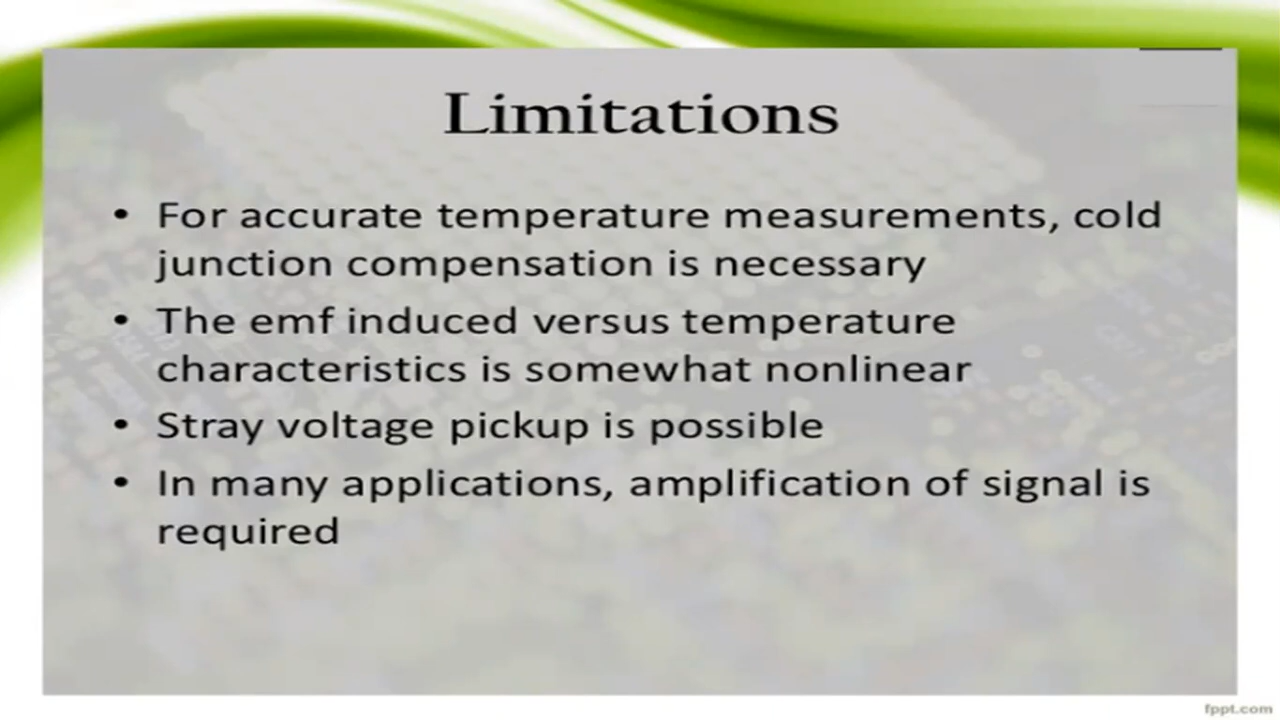 Limitations
• For accurate temperature measurements, cold
junction compensation is necessary
• The emf induced versus temperature
characteristics is somewhat nonlinear
• Stray voltage pickup is possible
• In many applications, amplification of signal is
required
fppt.com